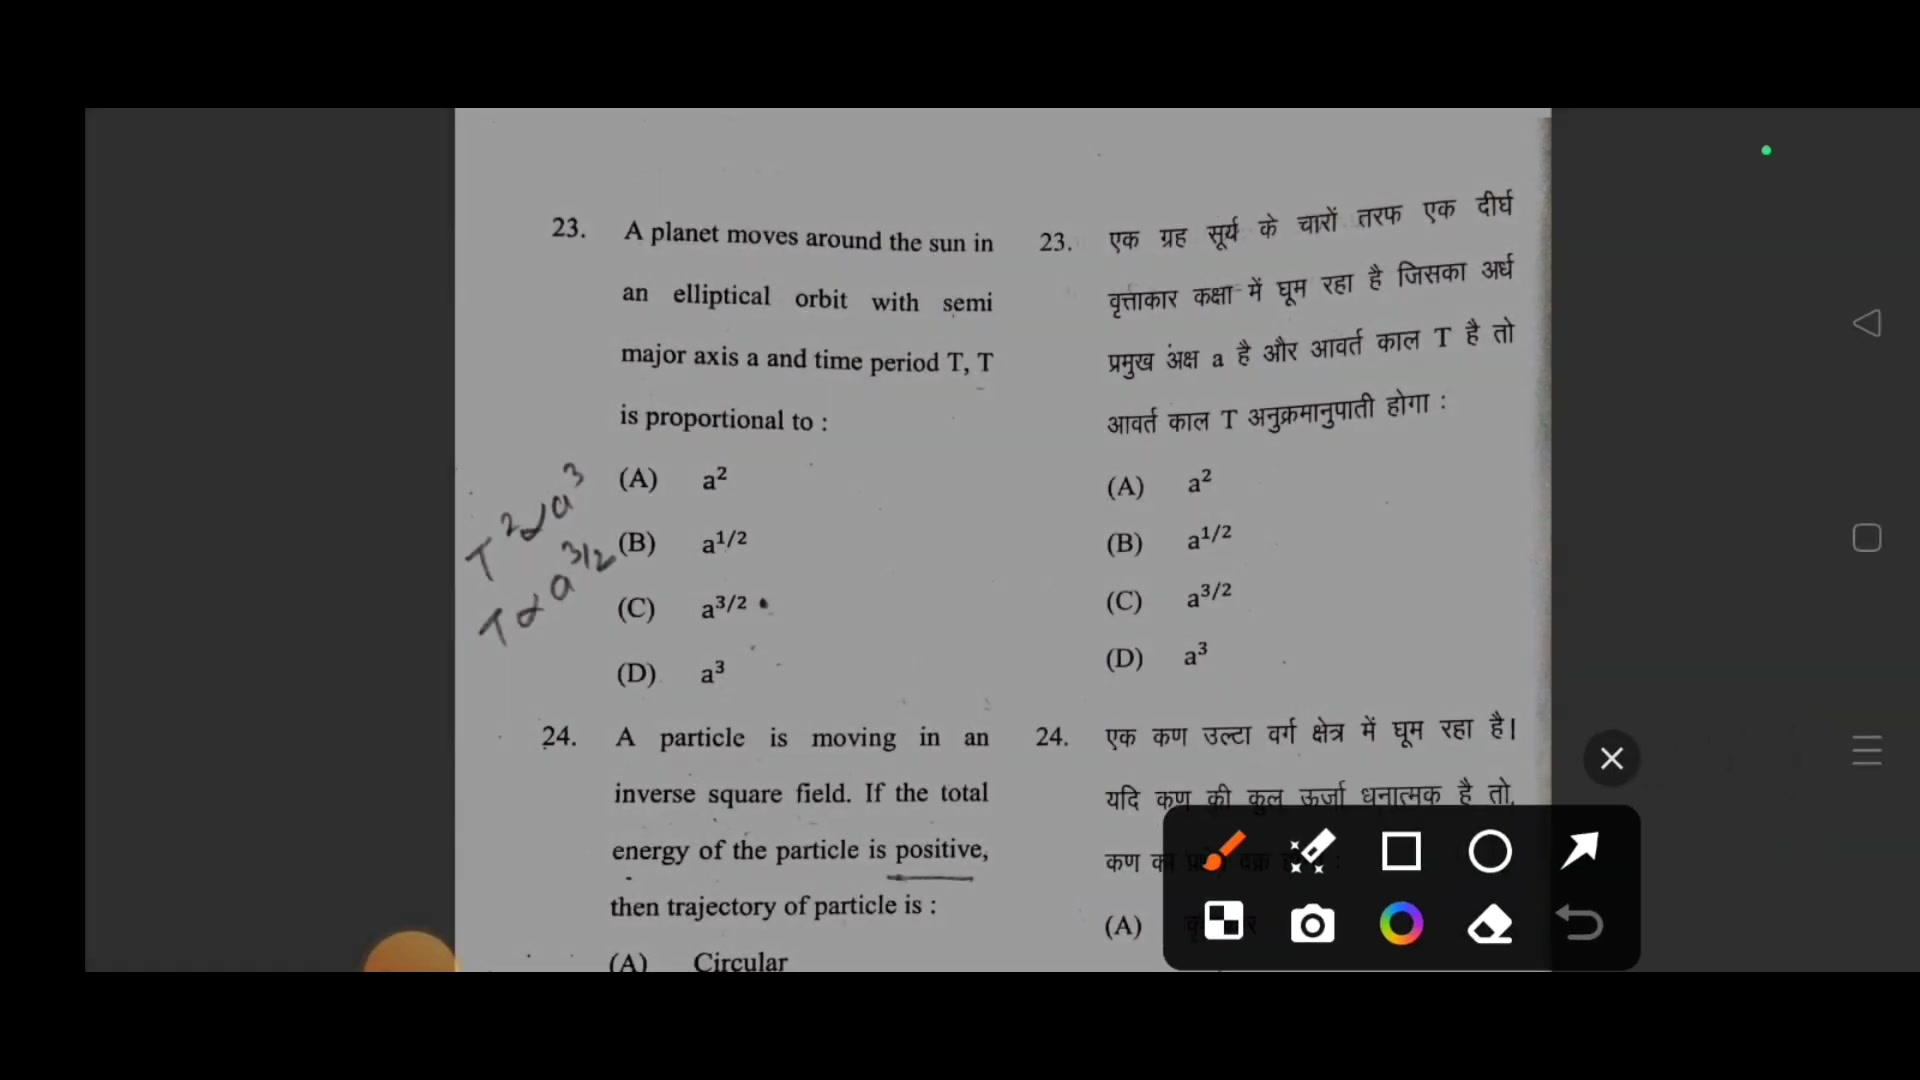 23. A planet moves around the sun in
an elliptical orbit with semi
major axis a and time period T, T
is proportional to :
(A) a²
(B) a^1/2
(C) a^3/2
(D) a³
T² α a³
T α a^3/2
24. A particle is moving in an
inverse square field. If the total
energy of the particle is positive,
then trajectory of particle is :
(A) Circular
23. एक ग्रह सूर्य के चारों तरफ एक दीर्घ
वृत्ताकार कक्षा में घूम रहा है जिसका अर्ध
प्रमुख अंक्ष a है और आवर्त काल T है तो
आवर्त काल T अनुक्रमानुपाती होगा :
(A) a²
(B) a^1/2
(C) a^3/2
(D) a³
24. एक कण उल्टा वर्ग क्षेत्र में घूम रहा है।
यदि कण की कुल ऊर्जा धनात्मक है तो,
कण
(A)